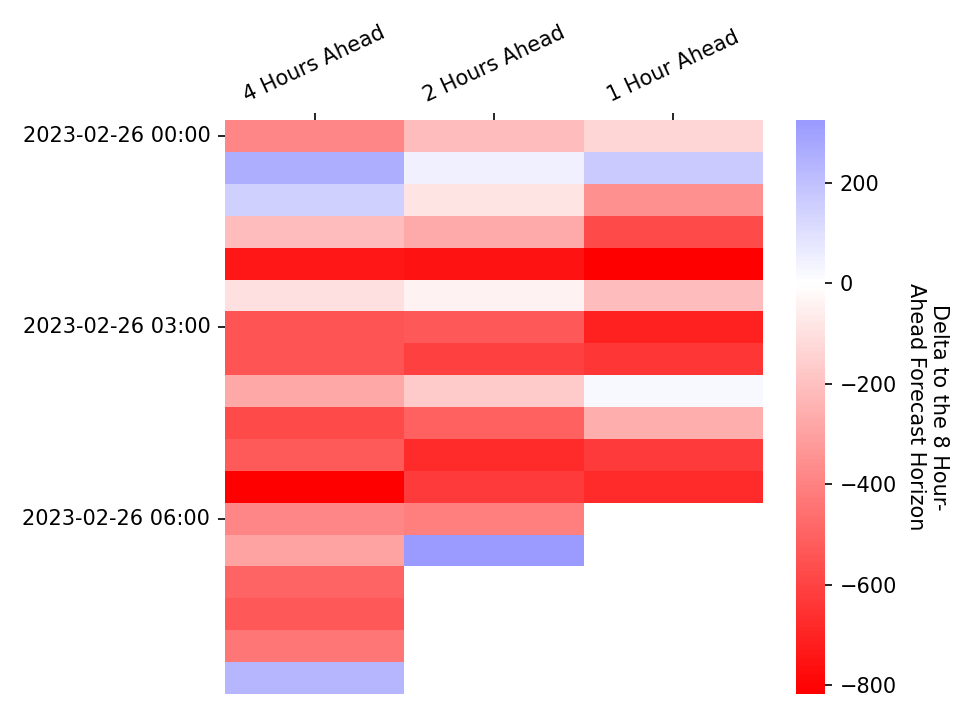 4 Hours Ahead
2 Hours Ahead
1 Hour Ahead
2023-02-26 00:00
2023-02-26 03:00
2023-02-26 06:00
200
0
−200
−400
−600
−800
Delta to the 8 Hour-
Ahead Forecast Horizon